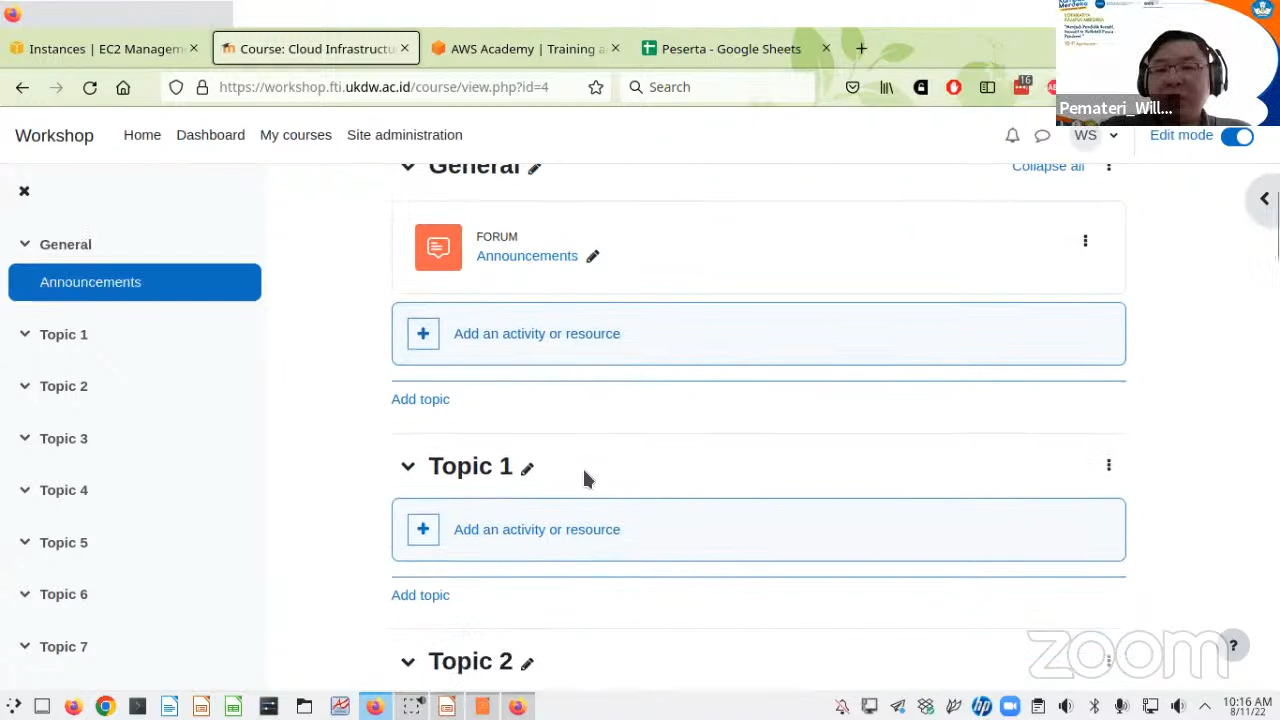 Instances | EC2 Managem
Course:
AWS Academy Learning a
Peserta - Google Sheets
https://workshop.fti.ukdw.ac.id/course/view.php?id=4
Search
16
Pemateri_Will...
Workshop
Home
Dashboard
My courses
Site administration
WS
Edit mode
General
Collapse all
General
Announcements
Topic 1
Topic 2
Topic 3
Topic 4
Topic 5
Topic 6
Topic 7
FORUM
Announcements
Add an activity or resource
Add topic
Topic 1
Add an activity or resource
Add topic
Topic 2
zoom
?
10:16 AM
8/11/22